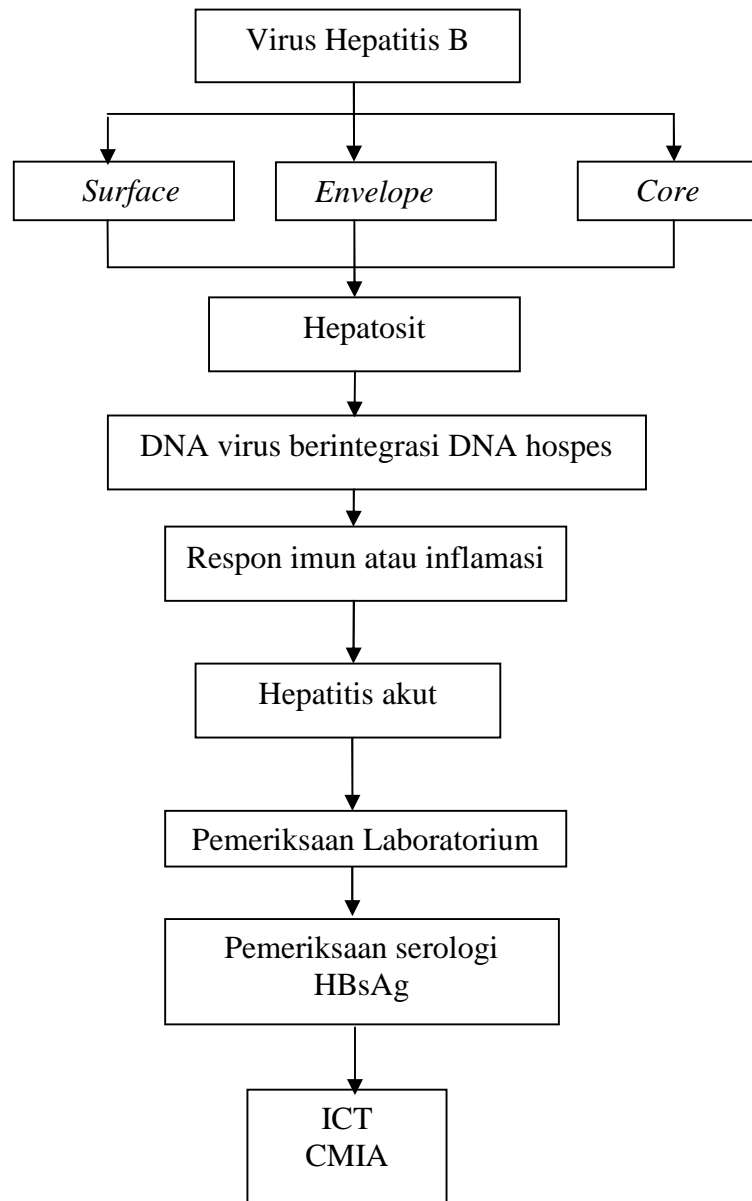 Virus Hepatitis B
Surface
Envelope
Core
Hepatosit
DNA virus berintegrasi DNA hospes
Respon imun atau inflamasi
Hepatitis akut
Pemeriksaan Laboratorium
Pemeriksaan serologi
HBsAg
ICT
CMIA